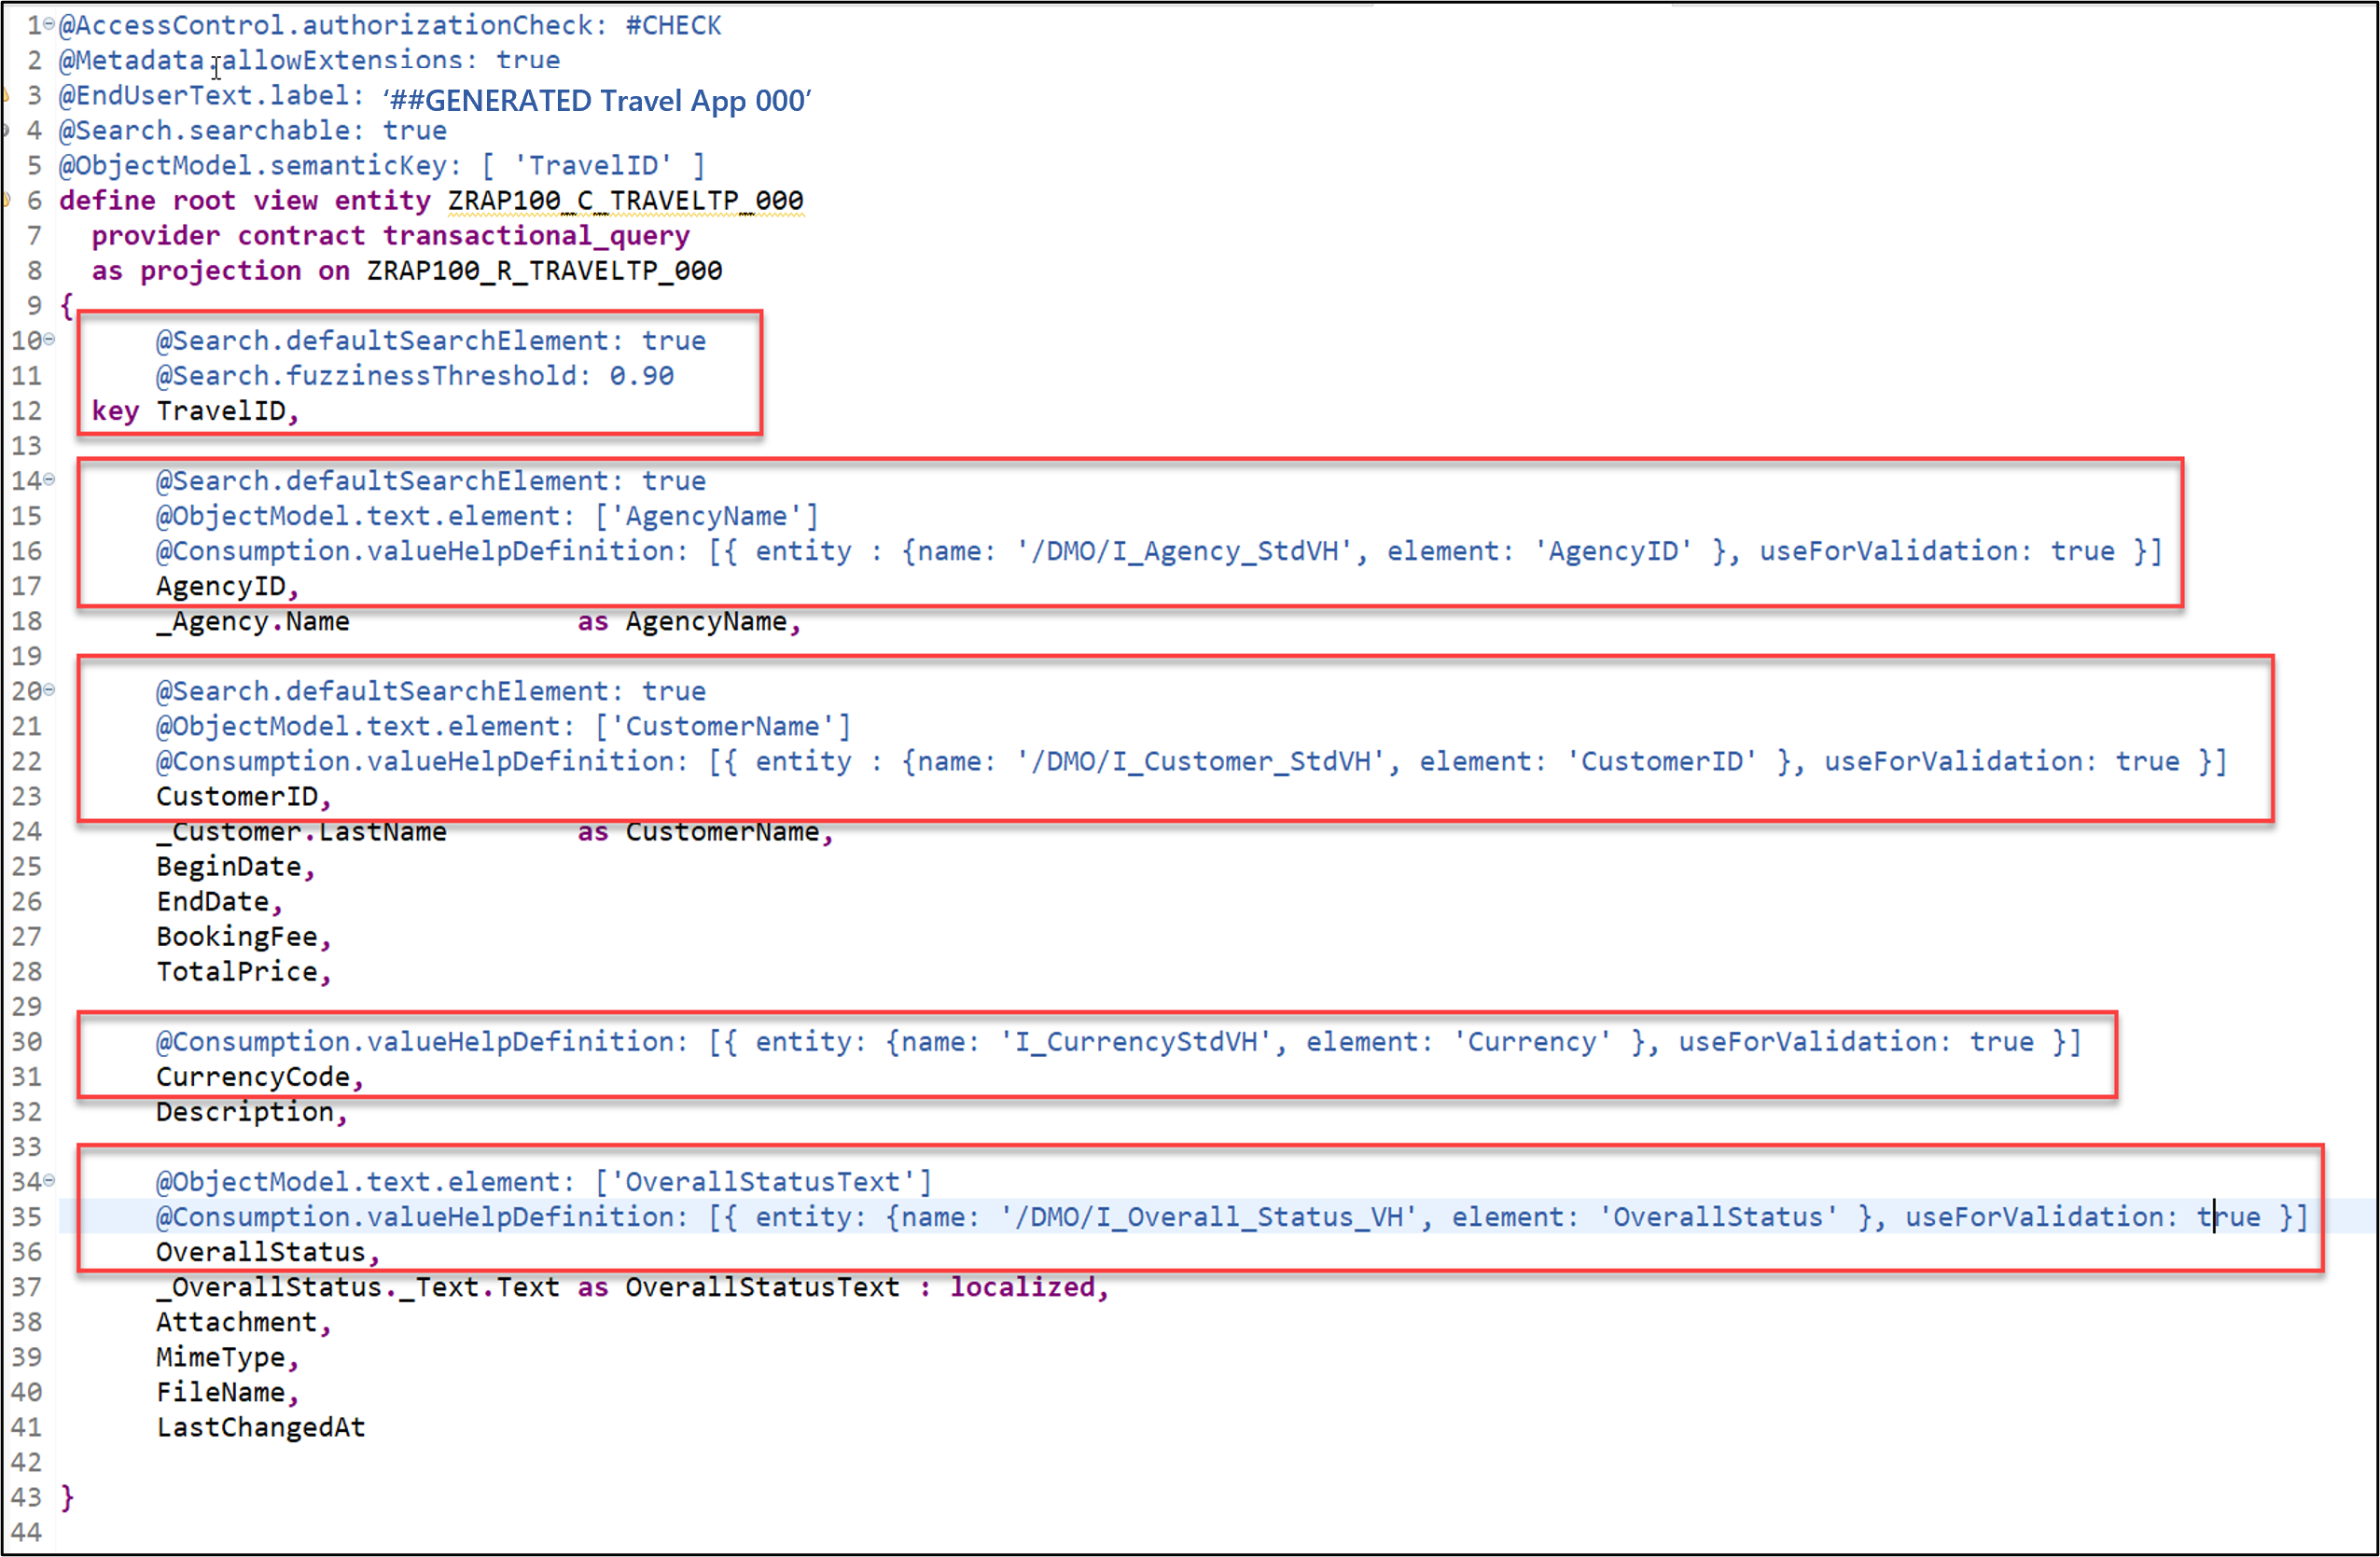 1 @AccessControl.authorizationCheck: #CHECK
2 @Metadata.allowExtensions: true
3 @EndUserText.label: ‘##GENERATED Travel App 000’
4 @Search.searchable: true
5 @ObjectModel.semanticKey: [ 'TravelID' ]
6 define root view entity ZRAP100_C_TRAVELTP_000
7 provider contract transactional_query
8 as projection on ZRAP100_R_TRAVELTP_000
9 {
10 @Search.defaultSearchElement: true
11 @Search.fuzzinessThreshold: 0.90
12 key TravelID,
13
14 @Search.defaultSearchElement: true
15 @ObjectModel.text.element: ['AgencyName']
16 @Consumption.valueHelpDefinition: [{ entity : {name: '/DMO/I_Agency_StdVH', element: 'AgencyID' }, useForValidation: true }]
17 AgencyID,
18 _Agency.Name as AgencyName,
19
20 @Search.defaultSearchElement: true
21 @ObjectModel.text.element: ['CustomerName']
22 @Consumption.valueHelpDefinition: [{ entity : {name: '/DMO/I_Customer_StdVH', element: 'CustomerID' }, useForValidation: true }]
23 CustomerID,
24 _Customer.LastName as CustomerName,
25 BeginDate,
26 EndDate,
27 BookingFee,
28 TotalPrice,
29
30 @Consumption.valueHelpDefinition: [{ entity: {name: 'I_CurrencyStdVH', element: 'Currency' }, useForValidation: true }]
31 CurrencyCode,
32 Description,
33
34 @ObjectModel.text.element: ['OverallStatusText']
35 @Consumption.valueHelpDefinition: [{ entity: {name: '/DMO/I_Overall_Status_VH', element: 'OverallStatus' }, useForValidation: true }]
36 OverallStatus,
37 _OverallStatus._Text.Text as OverallStatusText : localized,
38 Attachment,
39 MimeType,
40 FileName,
41 LastChangedAt
42
43 }
44